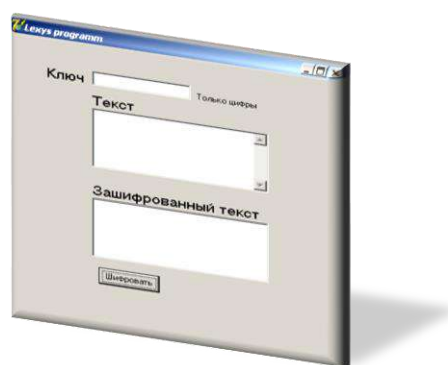 Lexys programm
Ключ
Только цифры
Текст
Зашифрованный текст
Шифровать